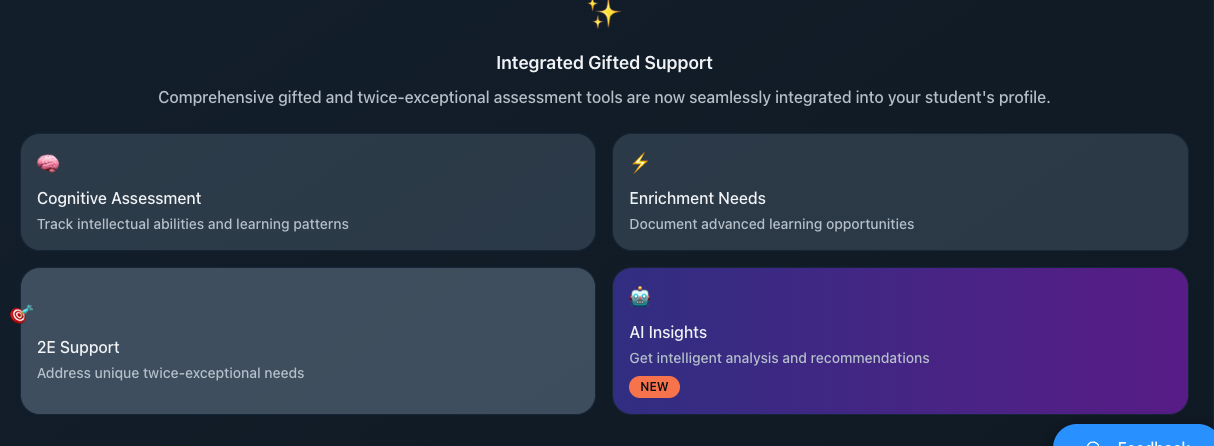 Integrated Gifted Support
Comprehensive gifted and twice-exceptional assessment tools are now seamlessly integrated into your student's profile.
Cognitive Assessment
Track intellectual abilities and learning patterns
Enrichment Needs
Document advanced learning opportunities
2E Support
Address unique twice-exceptional needs
AI Insights
Get intelligent analysis and recommendations
NEW
Feedback